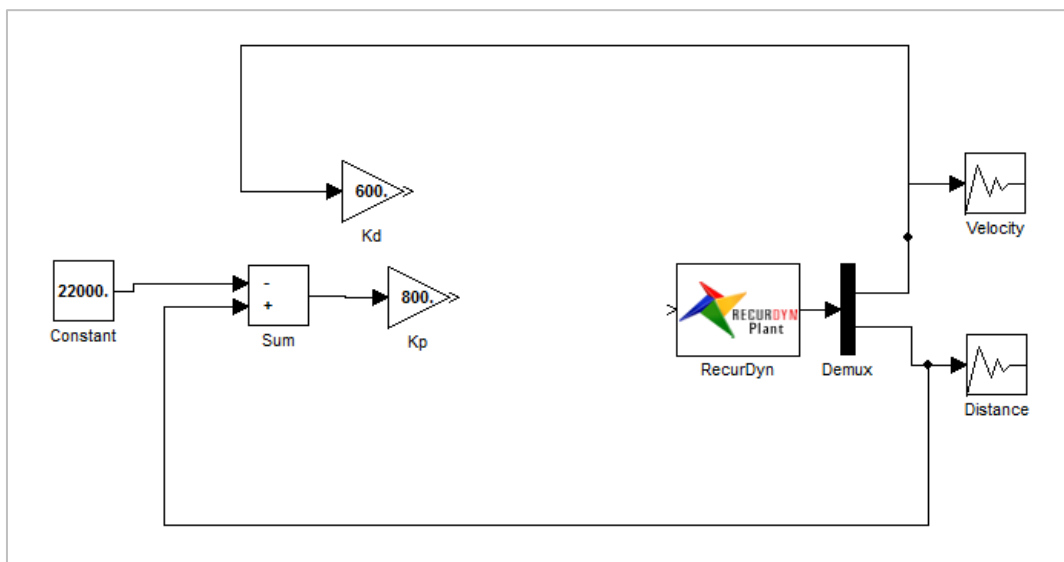 600.
Kd
Velocity
22000.
Constant
-
+
Sum
800.
Kp
RECURDYN
Plant
RecurDyn
Demux
Distance